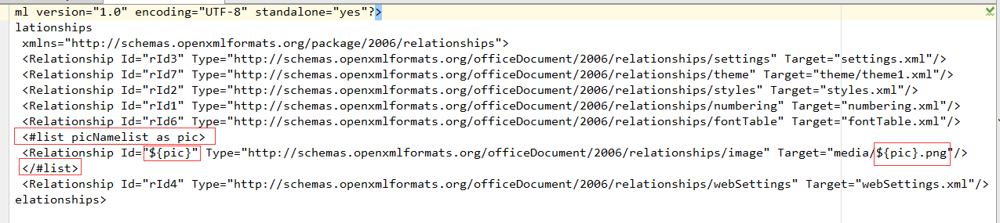 ml version="1.0" encoding="UTF-8" standalone="yes"?>
lationships
xmlns="http://schemas.openxmlformats.org/package/2006/relationships">
<Relationship Id="rId3" Type="http://schemas.openxmlformats.org/officeDocument/2006/relationships/settings" Target="settings.xml"/>
<Relationship Id="rId7" Type="http://schemas.openxmlformats.org/officeDocument/2006/relationships/theme" Target="theme/theme1.xml"/>
<Relationship Id="rId2" Type="http://schemas.openxmlformats.org/officeDocument/2006/relationships/styles" Target="styles.xml"/>
<Relationship Id="rId1" Type="http://schemas.openxmlformats.org/officeDocument/2006/relationships/numbering" Target="numbering.xml"/>
<Relationship Id="rId6" Type="http://schemas.openxmlformats.org/officeDocument/2006/relationships/fontTable" Target="fontTable.xml"/>
<#list picNamelist as pic>
<Relationship Id="${pic}" Type="http://schemas.openxmlformats.org/officeDocument/2006/relationships/image" Target="media/${pic}.png"/>
</#list>
<Relationship Id="rId4" Type="http://schemas.openxmlformats.org/officeDocument/2006/relationships/webSettings" Target="webSettings.xml"/>
elationships>